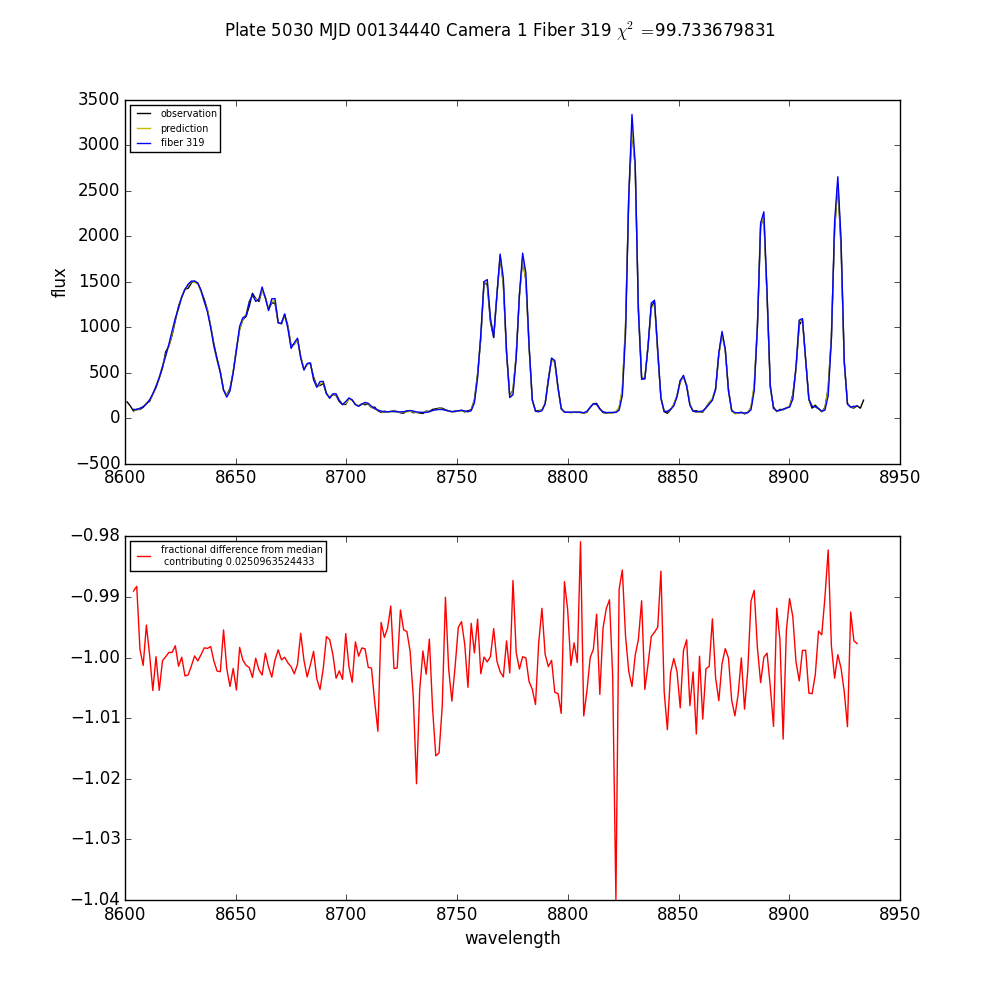 Plate 5030 MJD 00134440 Camera 1 Fiber 319 χ² =99.733679831
3500
3000
2500
2000
1500
1000
500
0
−500
flux
observation
prediction
fiber 319
8600 8650 8700 8750 8800 8850 8900 8950
−0.98
−0.99
−1.00
−1.01
−1.02
−1.03
−1.04
fractional difference from median
contributing 0.0250963524433
8600 8650 8700 8750 8800 8850 8900 8950
wavelength